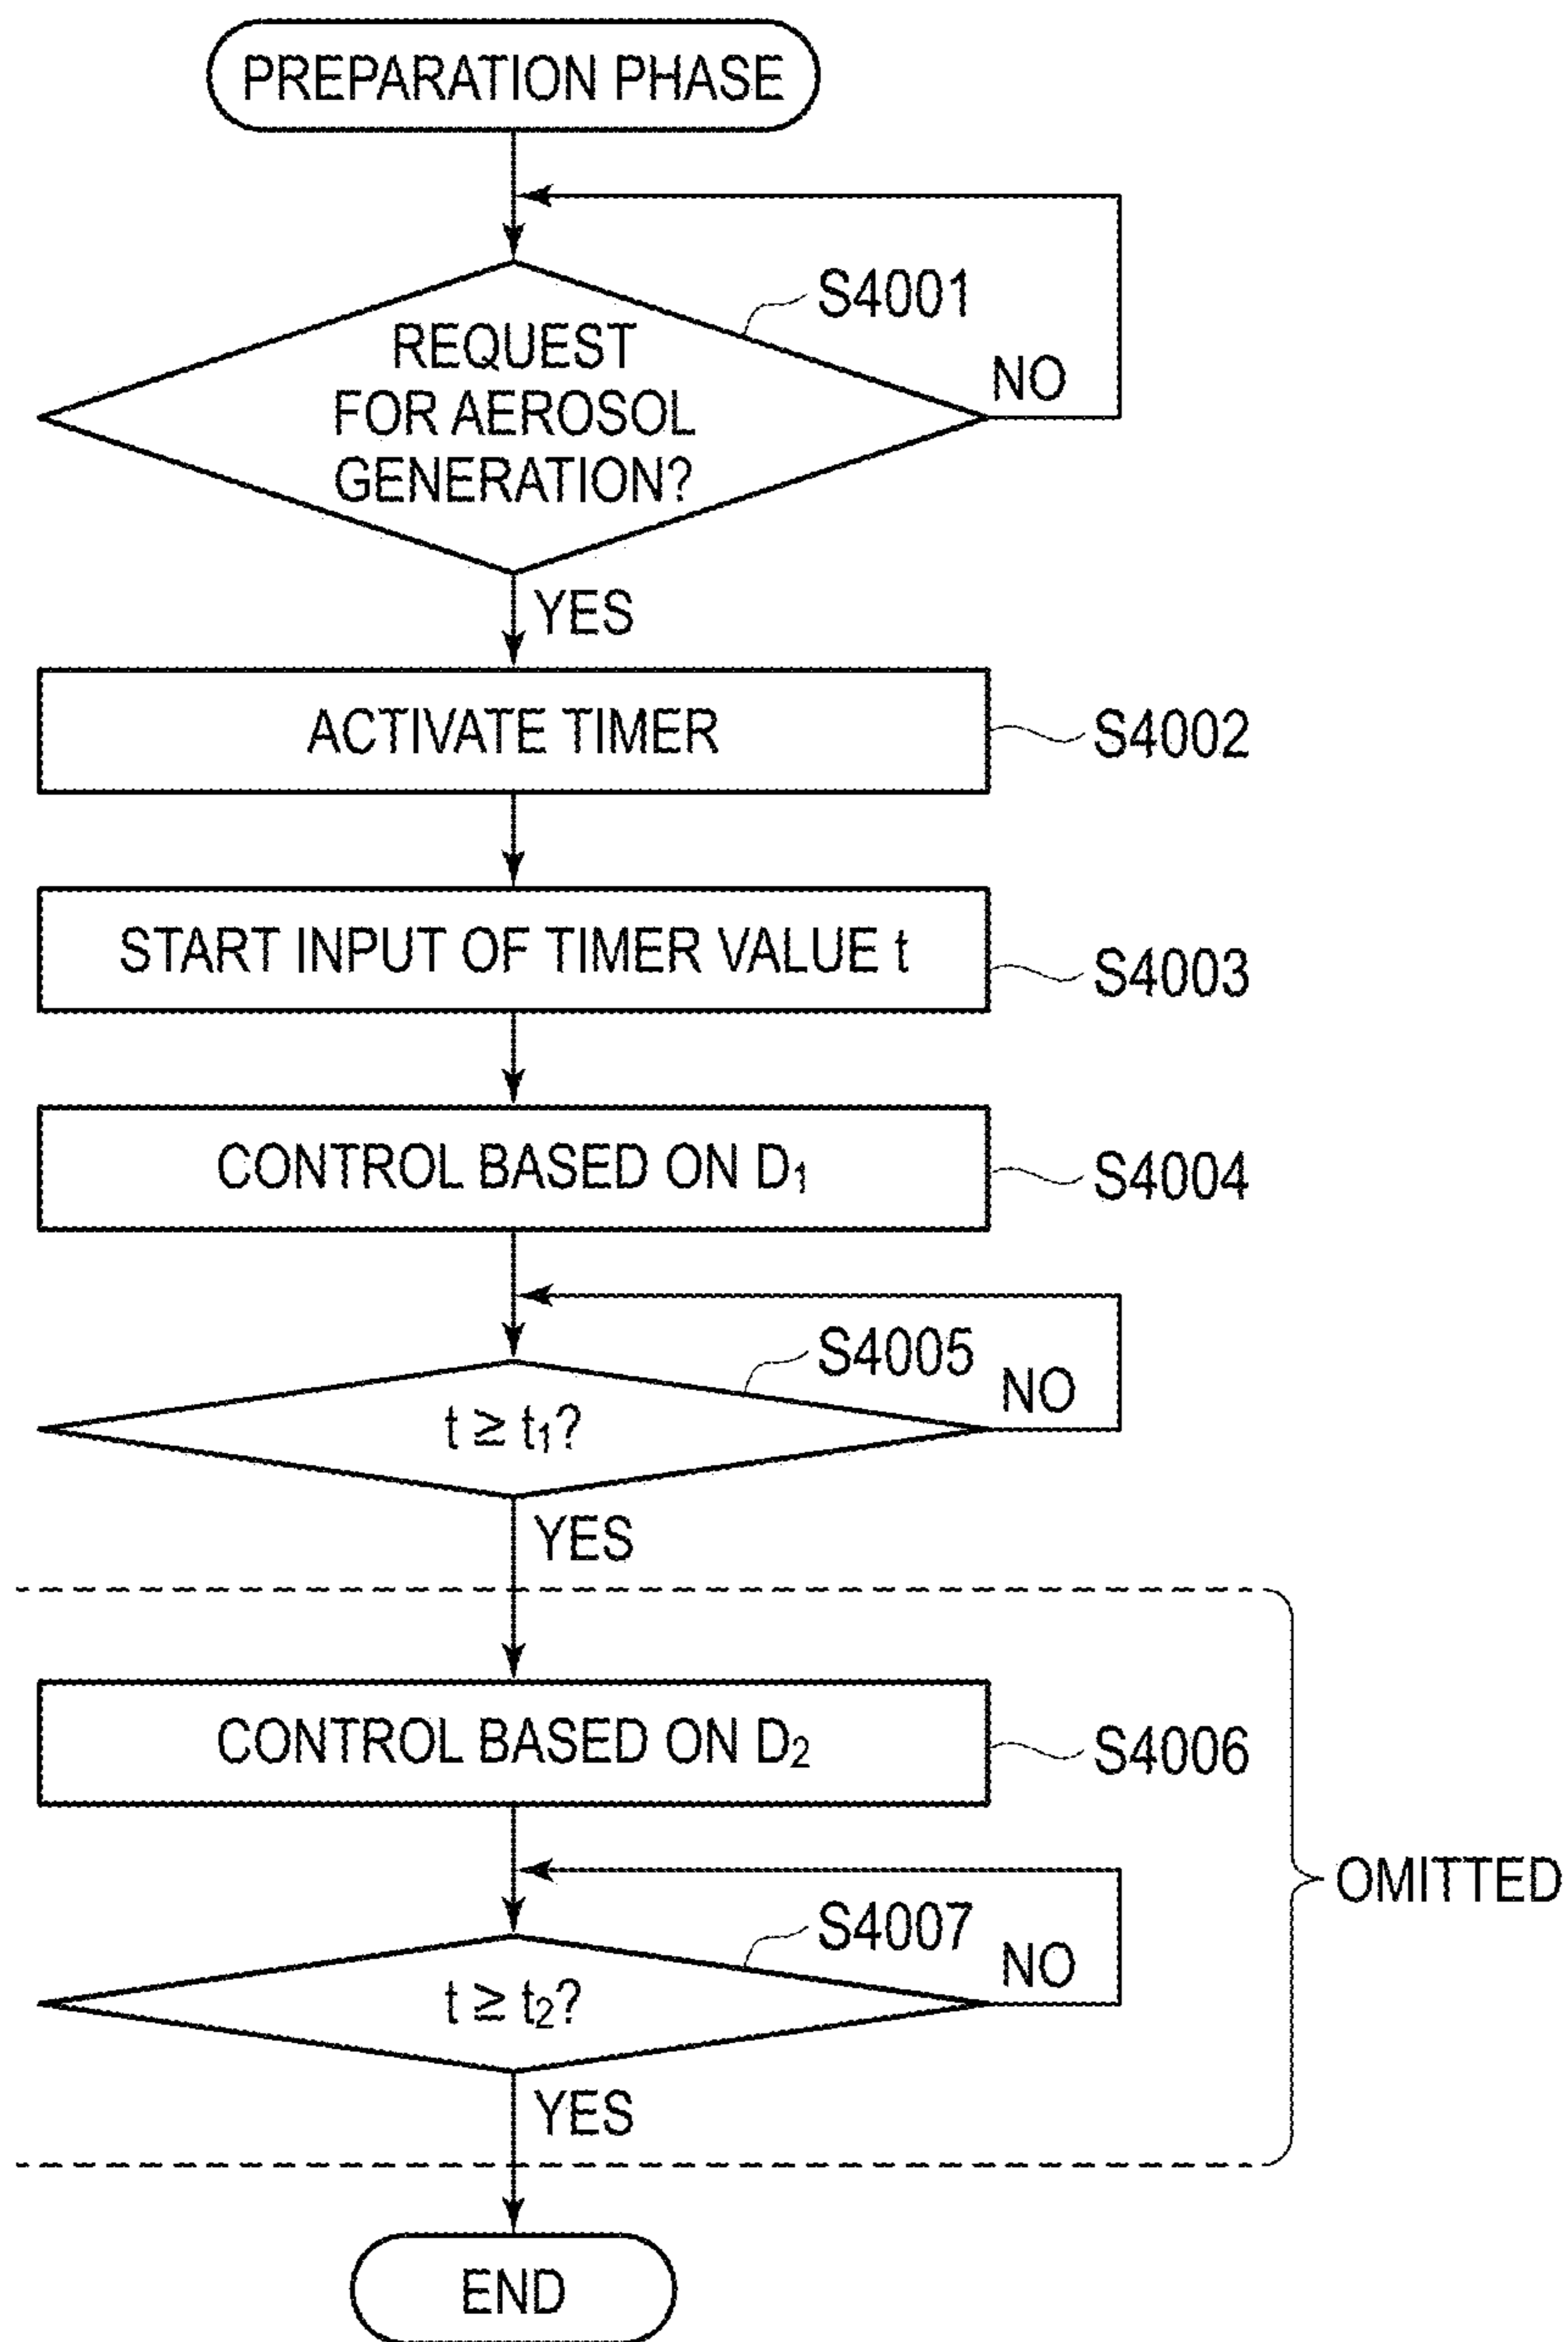 PREPARATION PHASE
S4001
REQUEST
FOR AEROSOL
GENERATION?
NO
YES
ACTIVATE TIMER
S4002
START INPUT OF TIMER VALUE t
S4003
CONTROL BASED ON D₁
S4004
S4005
NO
t ≥ t₁?
YES
CONTROL BASED ON D₂
S4006
OMITTED
S4007
NO
t ≥ t₂?
YES
END